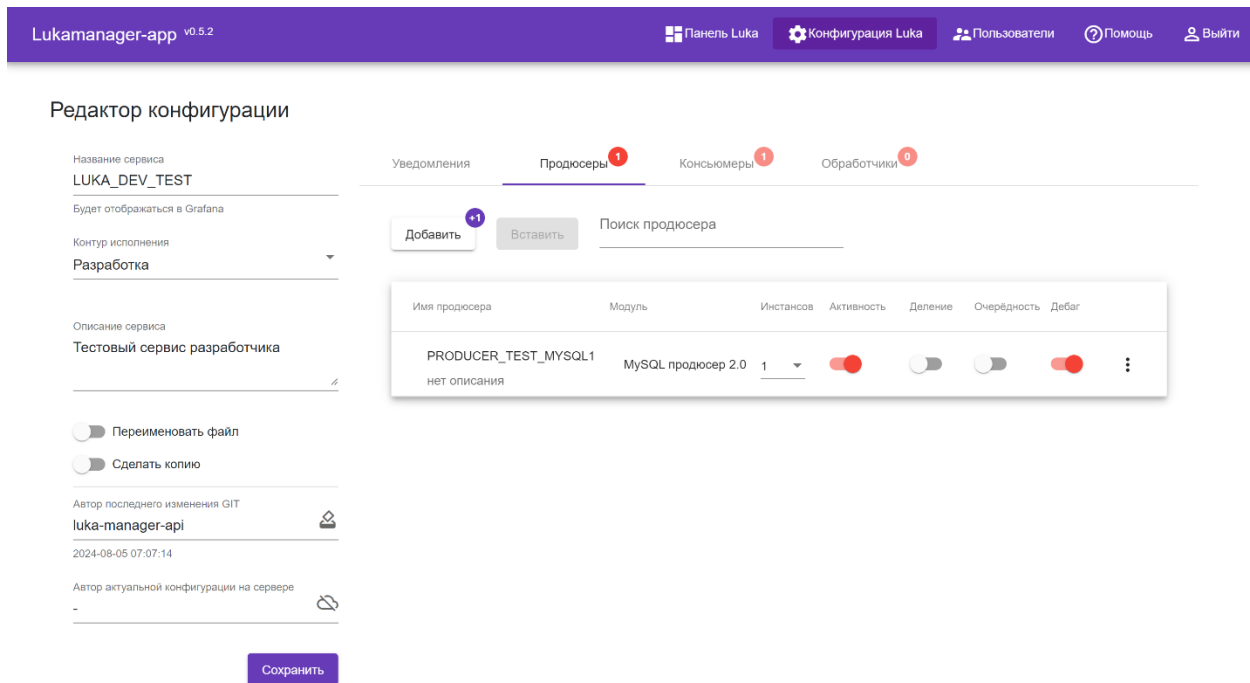 Lukamanager-app v0.5.2
Панель Luka
Конфигурация Luka
Пользователи
Помощь
Выйти
Редактор конфигурации
Название сервиса
LUKA_DEV_TEST
Будет отображаться в Grafana
Контур исполнения
Разработка
Описание сервиса
Тестовый сервис разработчика
Переименовать файл
Сделать копию
Автор последнего изменения GIT
luka-manager-api
2024-08-05 07:07:14
Автор актуальной конфигурации на сервере
-
Сохранить
Уведомления
Продюсеры 1
Консьюмеры 1
Обработчики 0
Добавить +1
Вставить
Поиск продюсера
Имя продюсера Модуль Инстансов Активность Деление Очерёдность Дебаг
PRODUCER_TEST_MYSQL1 MySQL продюсер 2.0 1
нет описания